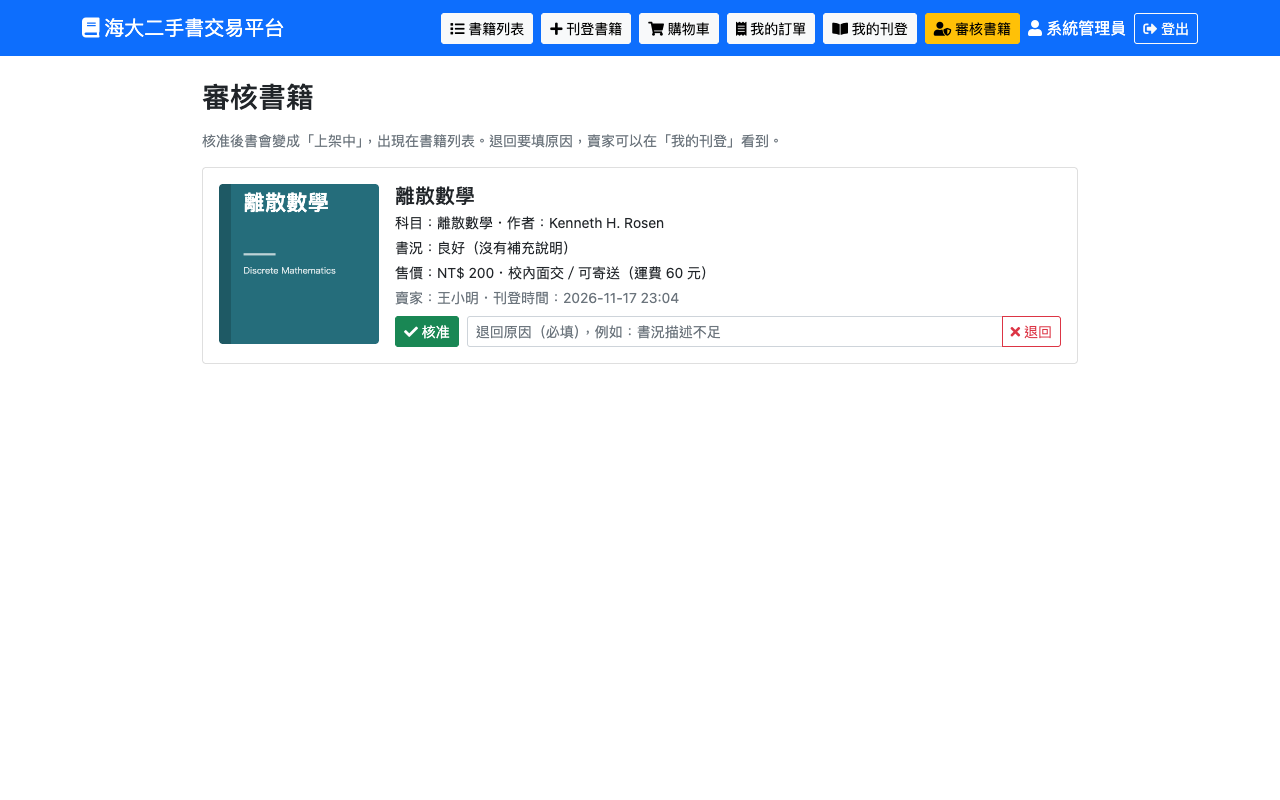 海大二手書交易平台 書籍列表 刊登書籍 購物車 我的訂單 我的刊登 審核書籍 系統管理員 登出
審核書籍
核准後書會變成「上架中」，出現在書籍列表。退回要填原因，賣家可以在「我的刊登」看到。
離散數學
Discrete Mathematics
離散數學
科目：離散數學．作者：Kenneth H. Rosen
書況：良好（沒有補充說明）
售價：NT$ 200．校內面交 / 可寄送（運費 60 元）
賣家：王小明．刊登時間：2026-11-17 23:04
核准 退回原因（必填），例如：書況描述不足 退回